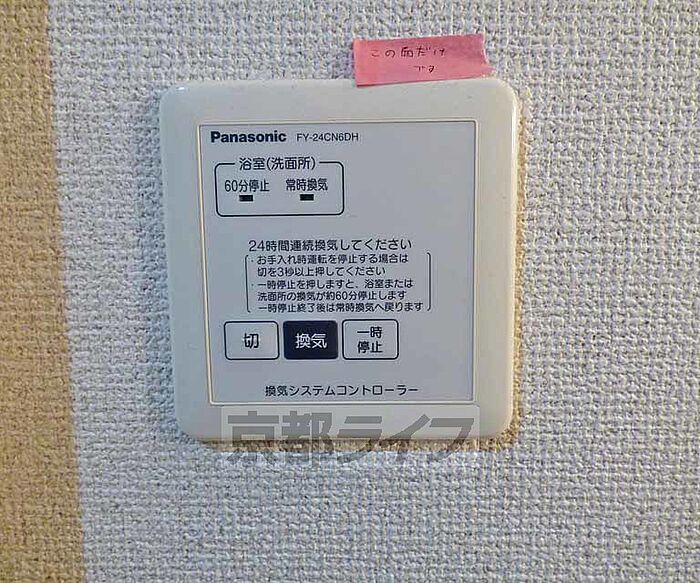 この面だけ
Panasonic FY-24CN6DH
浴室(洗面所)
60分停止 常時換気
24時間連続換気してください
・お手入れ時運転を停止する場合は
切を3秒以上押してください
・一時停止を押しますと、浴室または
洗面所の換気が約60分停止します
一時停止終了後は常時換気へ戻ります
切 換気 一時
停止
換気システムコントローラー
京都ライフ